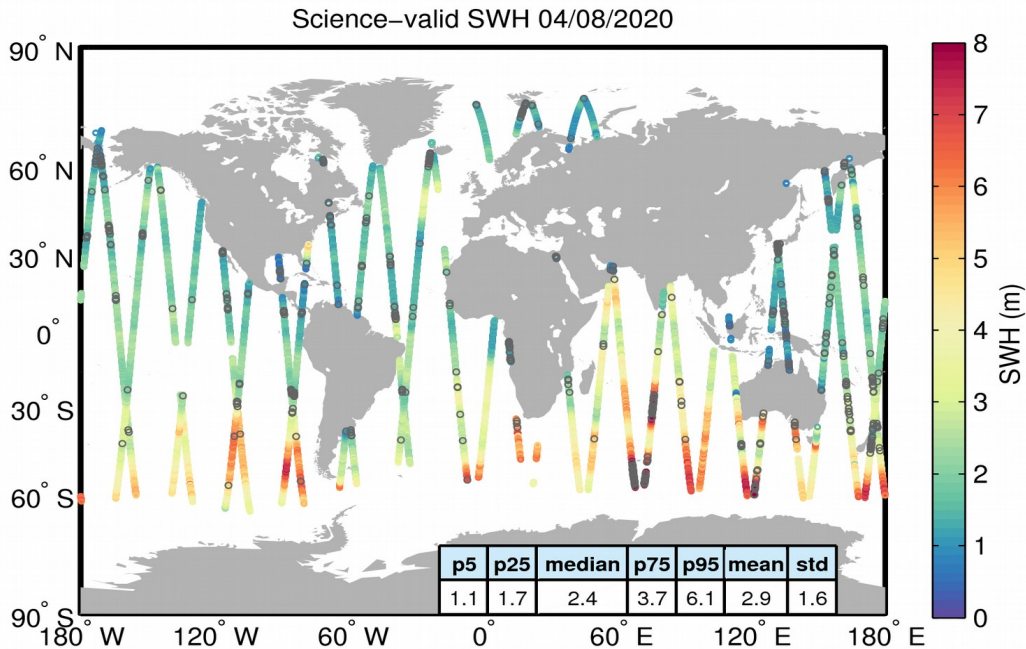 Science-valid SWH 04/08/2020
90° N
60° N
30° N
0°
30° S
60° S
90° S
180° W
120° W
60° W
0°
60° E
120° E
180° E
p5 p25 median p75 p95 mean std
1.1 1.7 2.4 3.7 6.1 2.9 1.6
8
7
6
5
4
3
2
1
0
SWH (m)